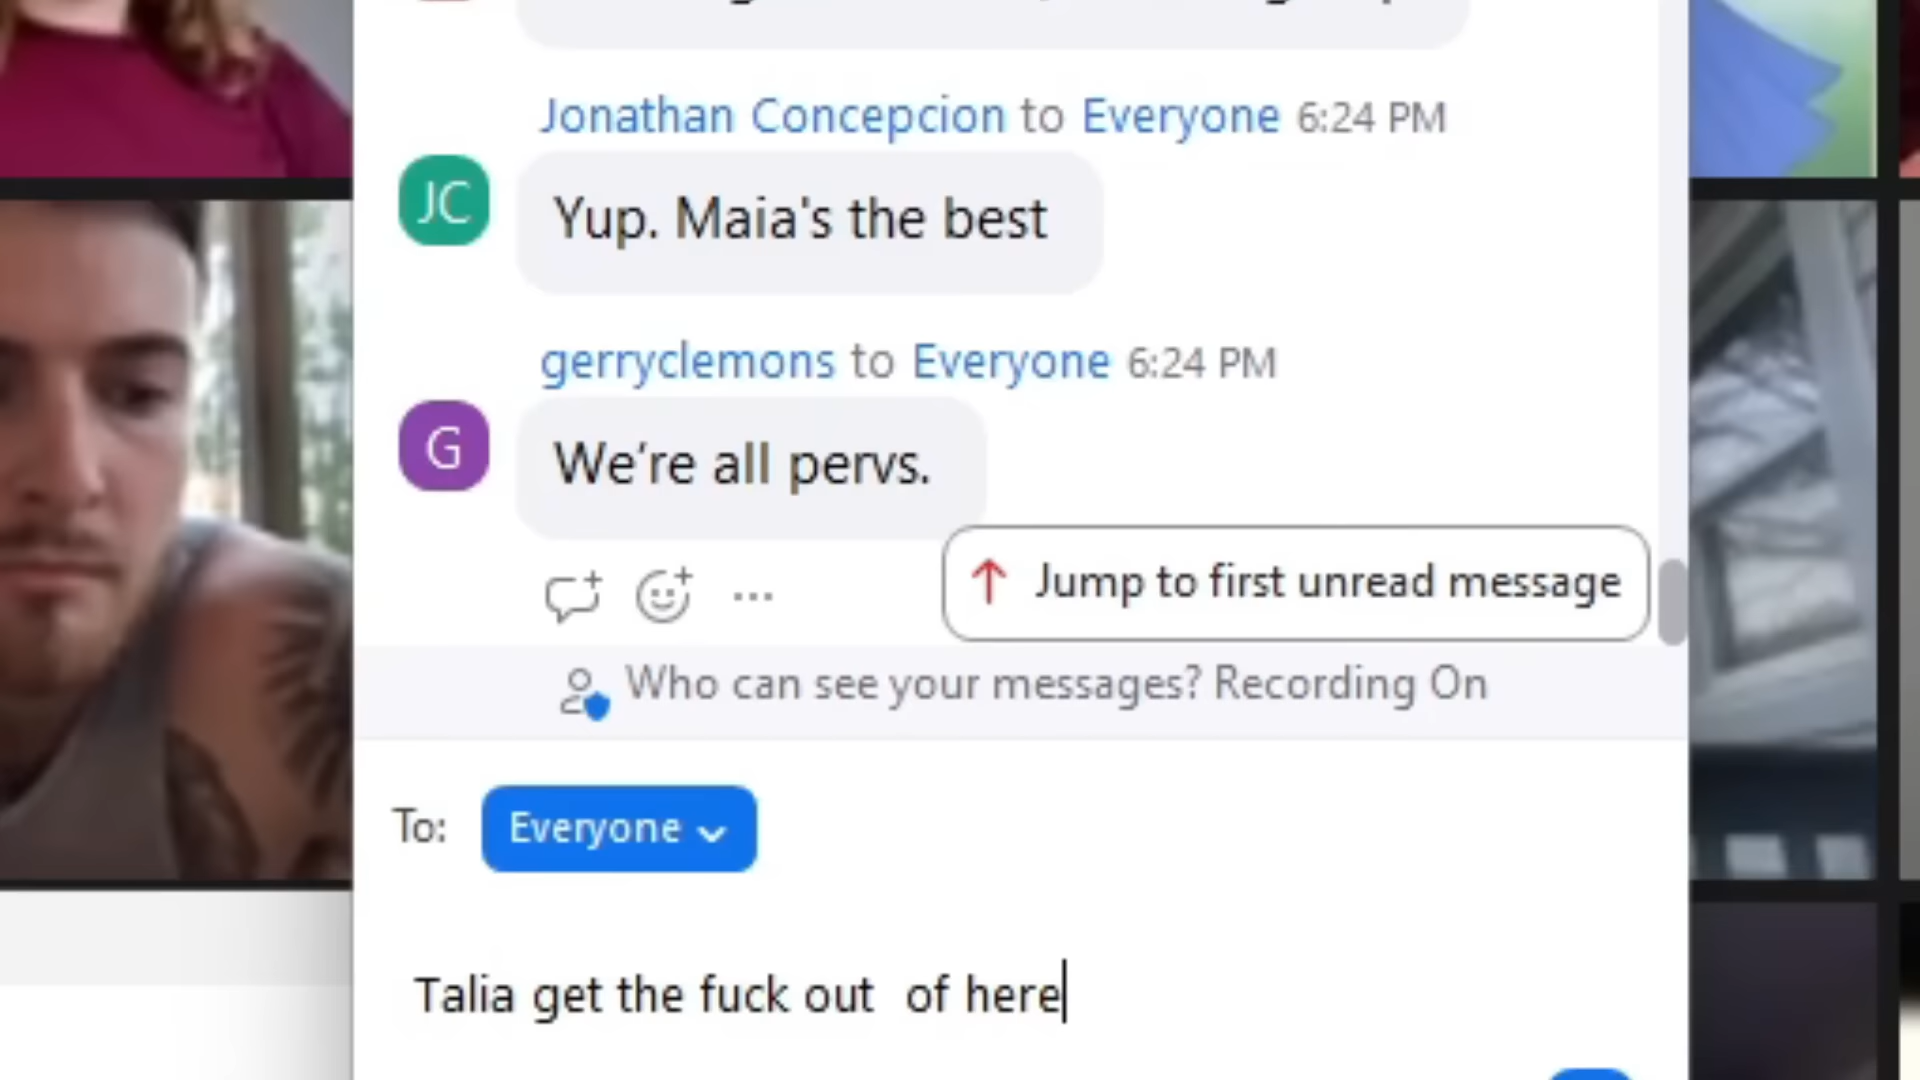 Jonathan Concepcion to Everyone 6:24 PM
JC
Yup. Maia's the best
gerryclemons to Everyone 6:24 PM
G
We’re all pervs.
Jump to first unread message
Who can see your messages? Recording On
To: Everyone
Talia get the fuck out  of here